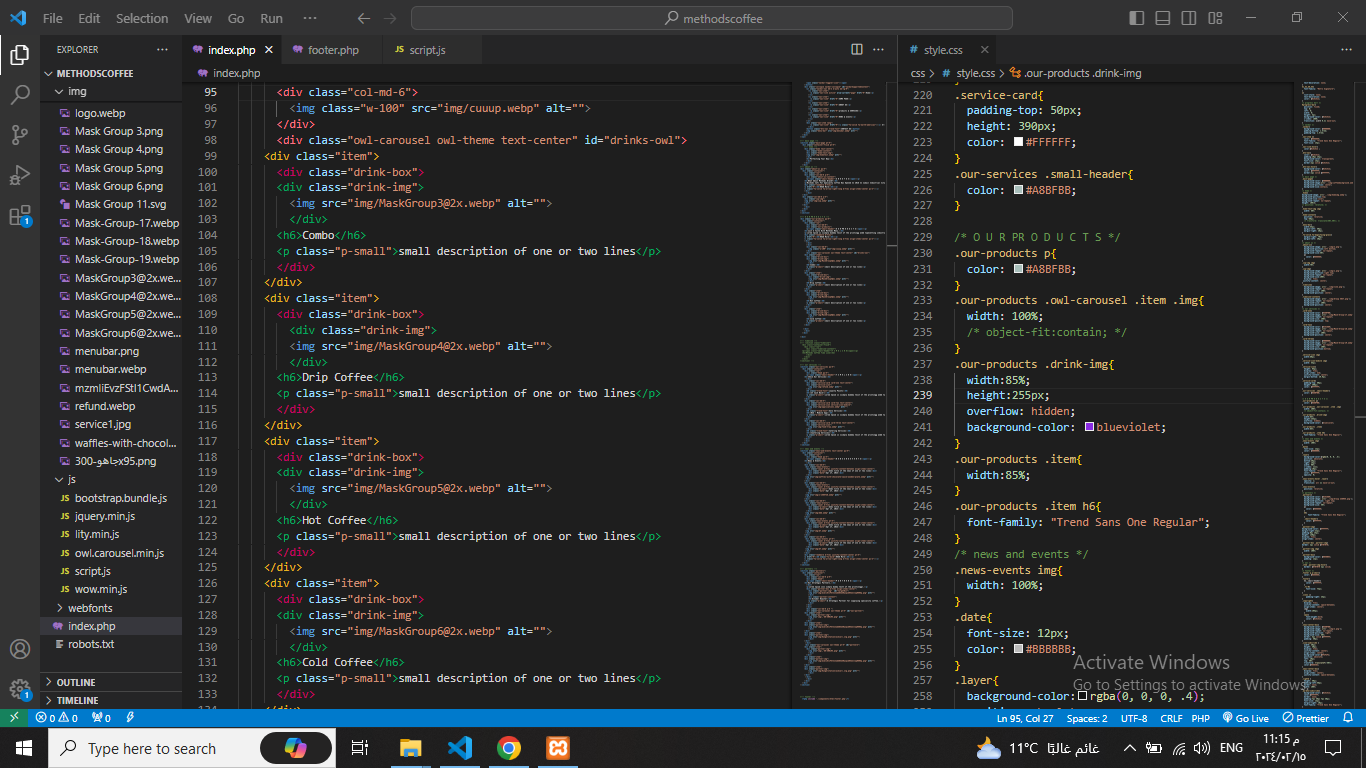 File Edit Selection View Go Run ··· methodscoffee
EXPLORER ···
METHODSCOFFEE
img
logo.webp
Mask Group 3.png
Mask Group 4.png
Mask Group 5.png
Mask Group 6.png
Mask Group 11.svg
Mask-Group-17.webp
Mask-Group-18.webp
Mask-Group-19.webp
MaskGroup3@2x.we...
MaskGroup4@2x.we...
MaskGroup5@2x.we...
MaskGroup6@2x.we...
menubar.png
menubar.webp
refund.webp
service1.jpg
waffles-with-chocol...
js
bootstrap.bundle.js
jquery.min.js
lity.min.js
owl.carousel.min.js
script.js
wow.min.js
webfonts
index.php
robots.txt
OUTLINE
TIMELINE
index.php footer.php script.js
index.php
95 <div class="col-md-6">
96 <img class="w-100" src="img/cuuup.webp" alt="">
97 </div>
98 <div class="owl-carousel owl-theme text-center" id="drinks-owl">
99 <div class="item">
100 <div class="drink-box">
101 <div class="drink-img">
102 <img src="img/MaskGroup3@2x.webp" alt="">
103 </div>
104 <h6>Combo</h6>
105 <p class="p-small">small description of one or two lines</p>
106 </div>
107 </div>
108 <div class="item">
109 <div class="drink-box">
110 <div class="drink-img">
111 <img src="img/MaskGroup4@2x.webp" alt="">
112 </div>
113 <h6>Drip Coffee</h6>
114 <p class="p-small">small description of one or two lines</p>
115 </div>
116 </div>
117 <div class="item">
118 <div class="drink-box">
119 <div class="drink-img">
120 <img src="img/MaskGroup5@2x.webp" alt="">
121 </div>
122 <h6>Hot Coffee</h6>
123 <p class="p-small">small description of one or two lines</p>
124 </div>
125 </div>
126 <div class="item">
127 <div class="drink-box">
128 <div class="drink-img">
129 <img src="img/MaskGroup6@2x.webp" alt="">
130 </div>
131 <h6>Cold Coffee</h6>
132 <p class="p-small">small description of one or two lines</p>
133 </div>
style.css
css > style.css > .our-products .drink-img
220 .service-card{
221 padding-top: 50px;
222 height: 390px;
223 color: #FFFFFF;
224 }
225 .our-services .small-header{
226 color: #A8BFBB;
227 }
228
229 /* O U R P R O D U C T S */
230 .our-products p{
231 color: #A8BFBB;
232 }
233 .our-products .owl-carousel .item .img{
234 width: 100%;
235 /* object-fit:contain; */
236 }
237 .our-products .drink-img{
238 width:85%;
239 height:255px;
240 overflow: hidden;
241 background-color: blueviolet;
242 }
243 .our-products .item{
244 width:85%;
245 }
246 .our-products .item h6{
247 font-family: "Trend Sans One Regular";
248 }
249 /* news and events */
250 .news-events img{
251 width: 100%;
252 }
253 .date{
254 font-size: 12px;
255 color: #BBBBBB;
256 }
257 .layer{
258 background-color: rgba(0, 0, 0, .4);
Activate Windows
Go to Settings to activate Windows.
0 0 0 Ln 95, Col 27 Spaces: 2 UTF-8 CRLF PHP Go Live Prettier
Type here to search 11°C غائم غالبًا ENG ١١:١٥ م
٢٠٢٤/٠٢/١٥